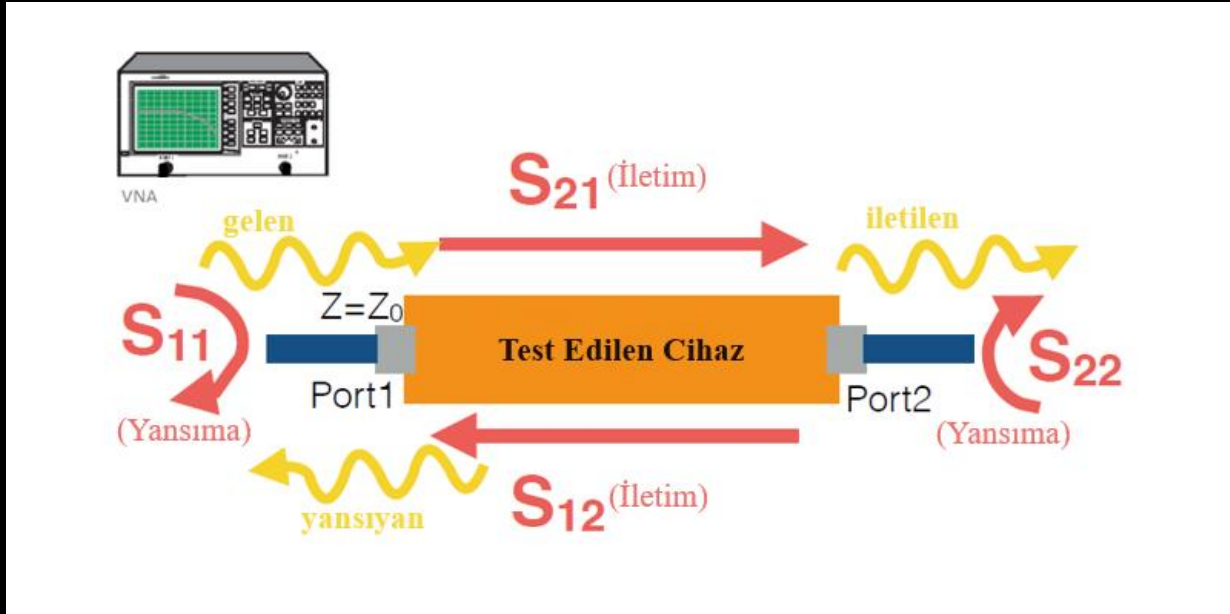 VNA
S21 (İletim)
gelen
iletilen
Z=Z0
S11
Test Edilen Cihaz
S22
Port1
Port2
(Yansıma)
(Yansıma)
S12 (İletim)
yansıyan